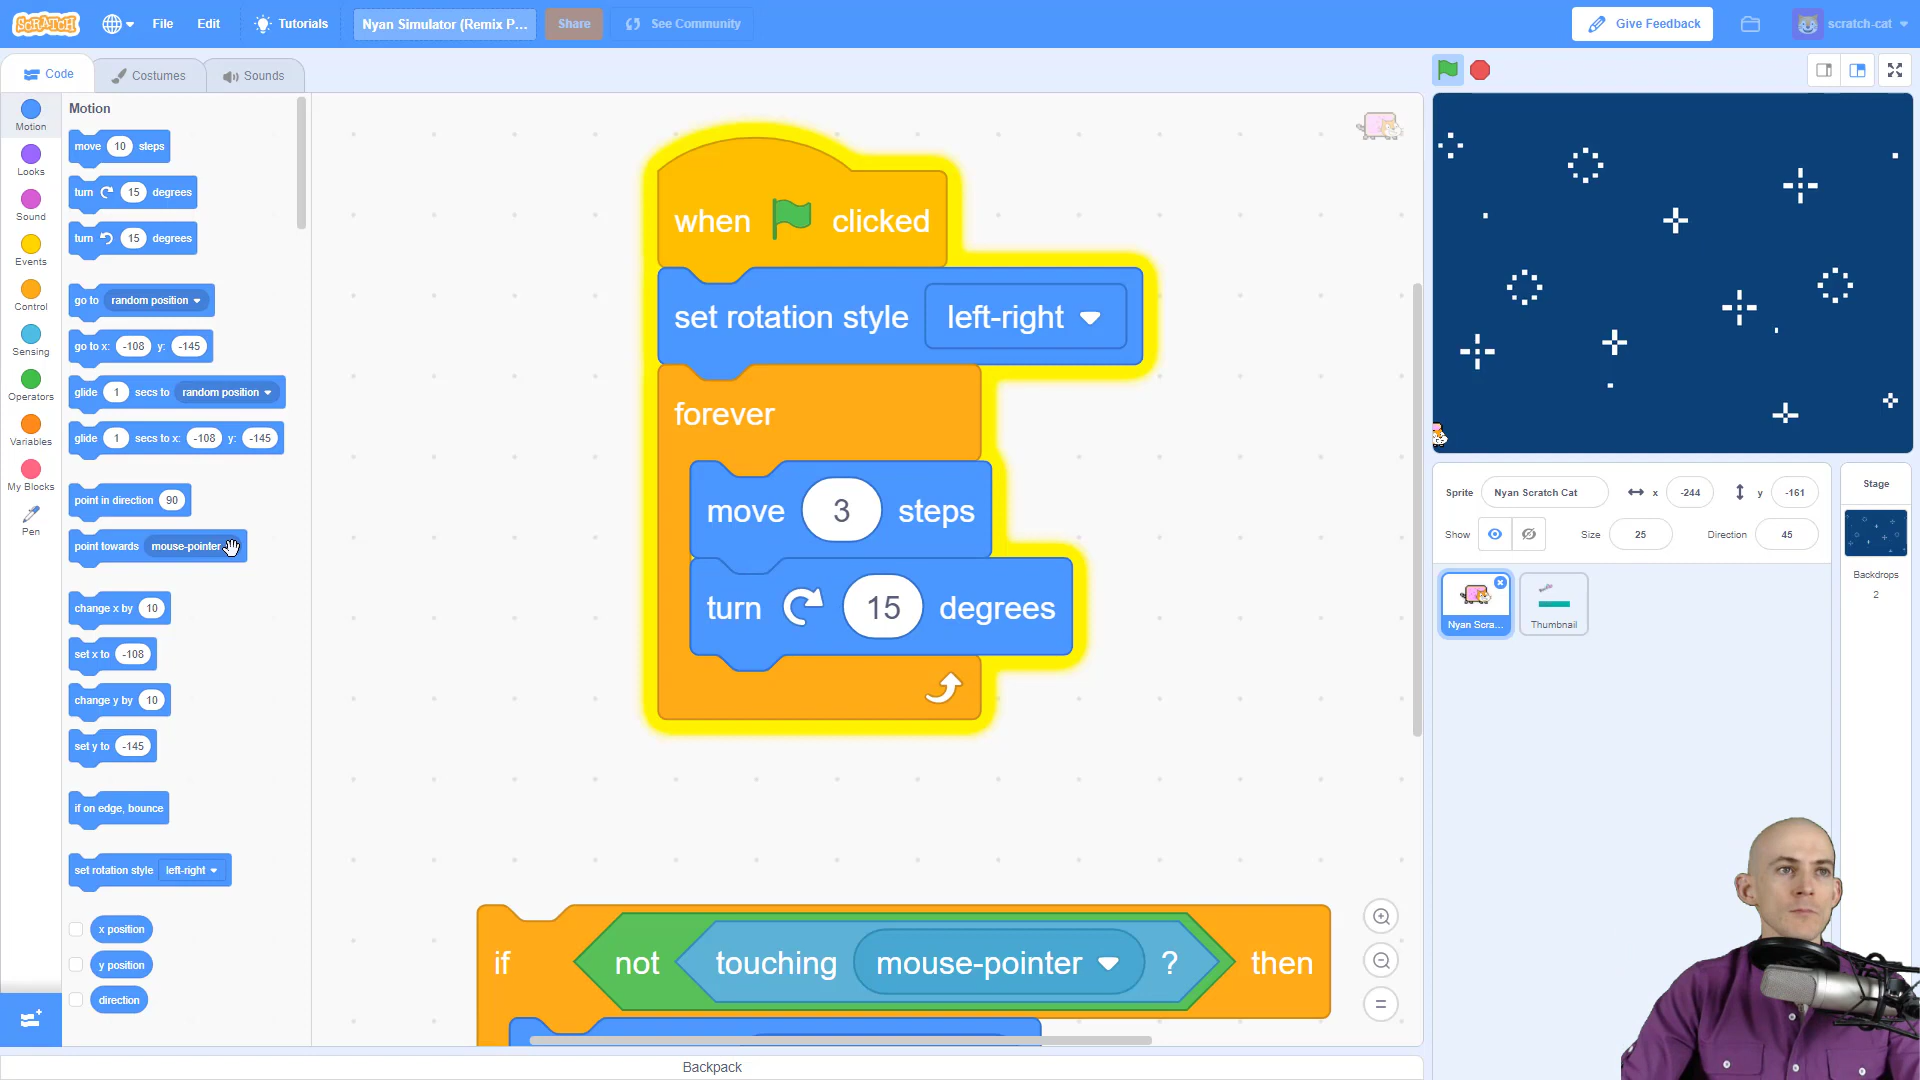 SCRATCH
File
Edit
Tutorials
Nyan Simulator (Remix P...
Share
See Community
Give Feedback
scratch-cat
Code
Costumes
Sounds
Motion
Looks
Sound
Events
Control
Sensing
Operators
Variables
My Blocks
Pen
Motion
move 10 steps
turn 15 degrees
turn 15 degrees
go to random position
go to x: -108 y: -145
glide 1 secs to random position
glide 1 secs to x: -108 y: -145
point in direction 90
point towards mouse-pointer
change x by 10
set x to -108
change y by 10
set y to -145
if on edge, bounce
set rotation style left-right
x position
y position
direction
when clicked
set rotation style left-right
forever
move 3 steps
turn 15 degrees
if not touching mouse-pointer ? then
Backpack
Sprite Nyan Scratch Cat x -244 y -161
Show Size 25 Direction 45
Nyan Scra...
Thumbnail
Stage
Backdrops
2